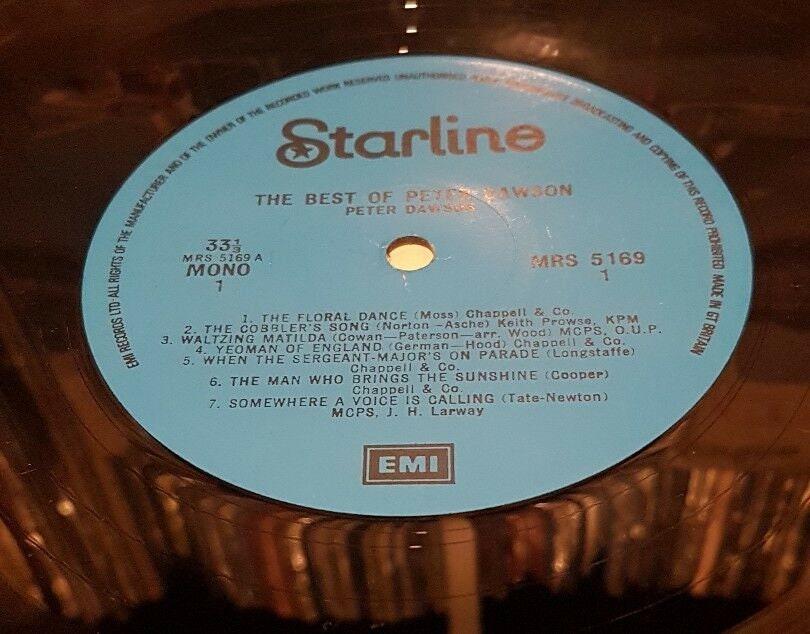 EMI RECORDS LTD·ALL RIGHTS OF THE MANUFACTURER AND OF THE OWNER OF THE RECORDED WORK RESERVED UNAUTHORISED PUBLIC PERFORMANCE BROADCASTING AND COPYING OF THIS RECORD PROHIBITED MADE IN GT BRITAIN
Starline
THE BEST OF PETER DAWSON
PETER DAWSON
33⅓
MRS 5169 A
MONO
1
MRS 5169
1
1. THE FLORAL DANCE (Moss) Chappell & Co.
2. THE COBBLER'S SONG (Norton—Asche) Keith Prowse, KPM
3. WALTZING MATILDA (Cowan—Paterson—arr. Wood) MCPS, O.U.P.
4. YEOMAN OF ENGLAND (German—Hood) Chappell & Co.
5. WHEN THE SERGEANT-MAJOR'S ON PARADE (Longstaffe)
Chappell & Co.
6. THE MAN WHO BRINGS THE SUNSHINE (Cooper)
Chappell & Co.
7. SOMEWHERE A VOICE IS CALLING (Tate-Newton)
MCPS, J. H. Larway
EMI